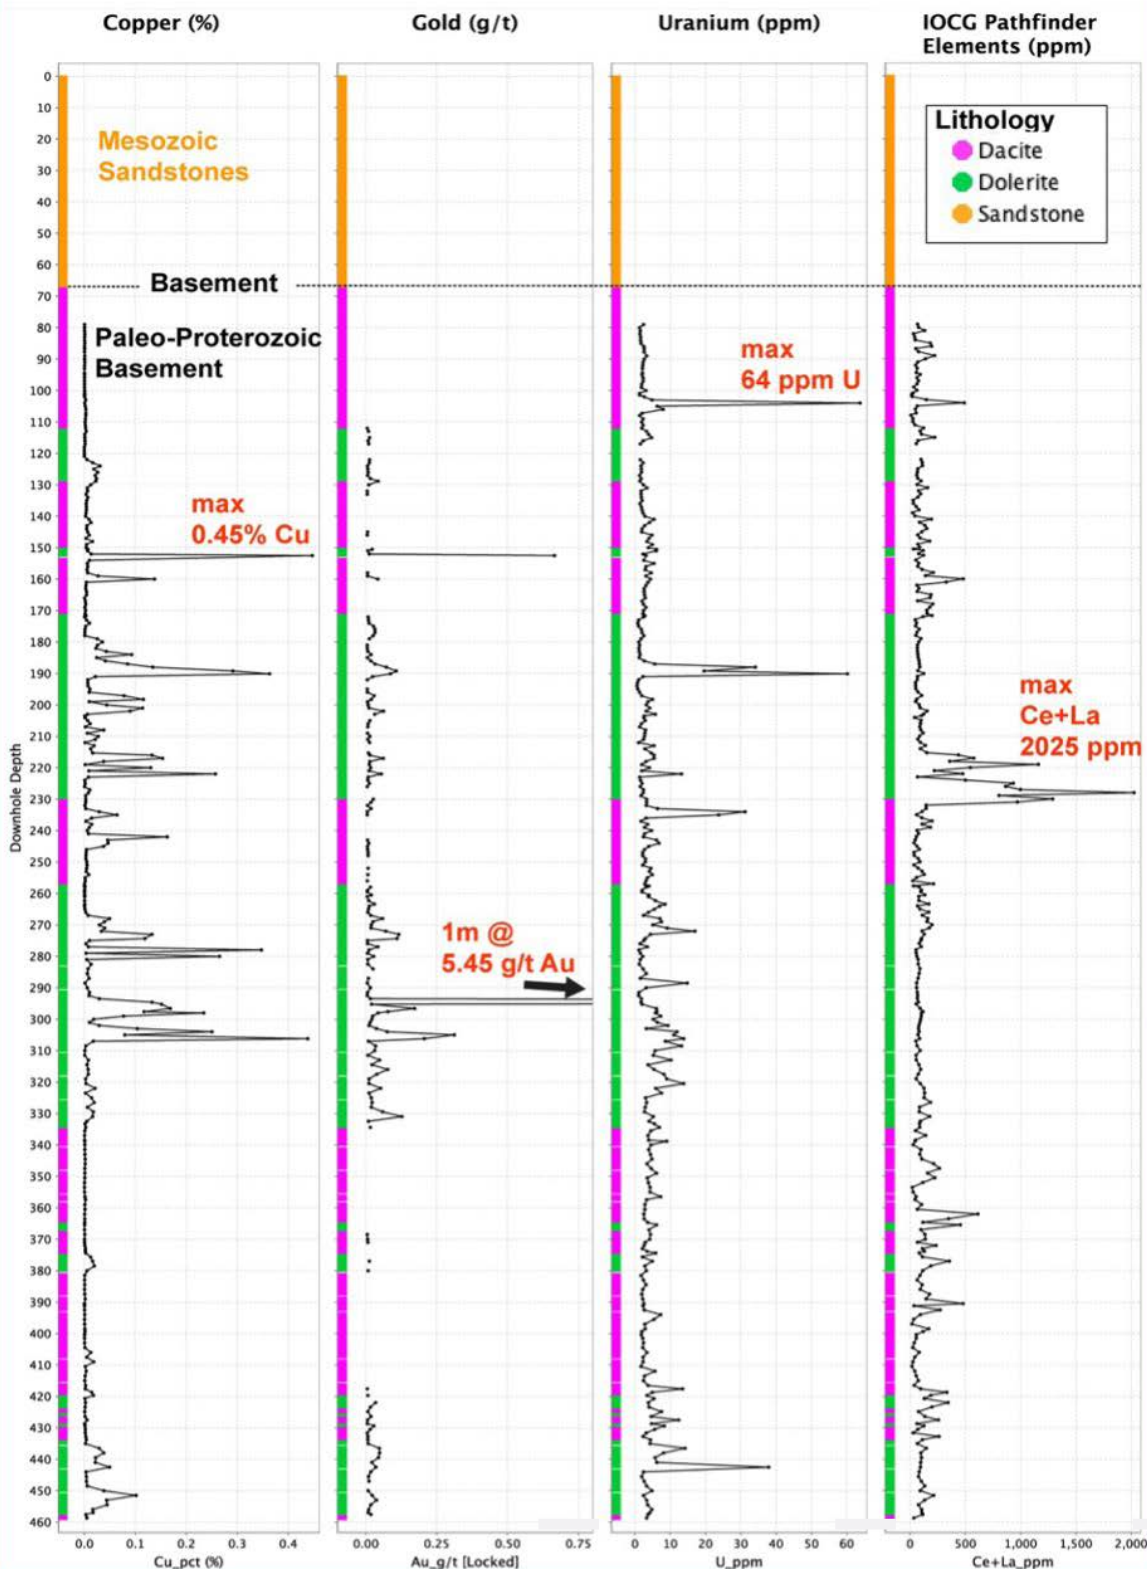 Copper (%)
Gold (g/t)
Uranium (ppm)
IOCG Pathfinder
Elements (ppm)
Mesozoic
Sandstones
Basement
Paleo-Proterozoic
Basement
max
0.45% Cu
1m @
5.45 g/t Au
max
64 ppm U
Lithology
Dacite
Dolerite
Sandstone
max
Ce+La
2025 ppm
Downhole Depth
0
10
20
30
40
50
60
70
80
90
100
110
120
130
140
150
160
170
180
190
200
210
220
230
240
250
260
270
280
290
300
310
320
330
340
350
360
370
380
390
400
410
420
430
440
450
460
0.0 0.1 0.2 0.3 0.4
Cu_pct (%)
0.00 0.25 0.50 0.75
Au_g/t [Locked]
0 10 20 30 40 50 60
U_ppm
0 500 1,000 1,500 2,000
Ce+La_ppm